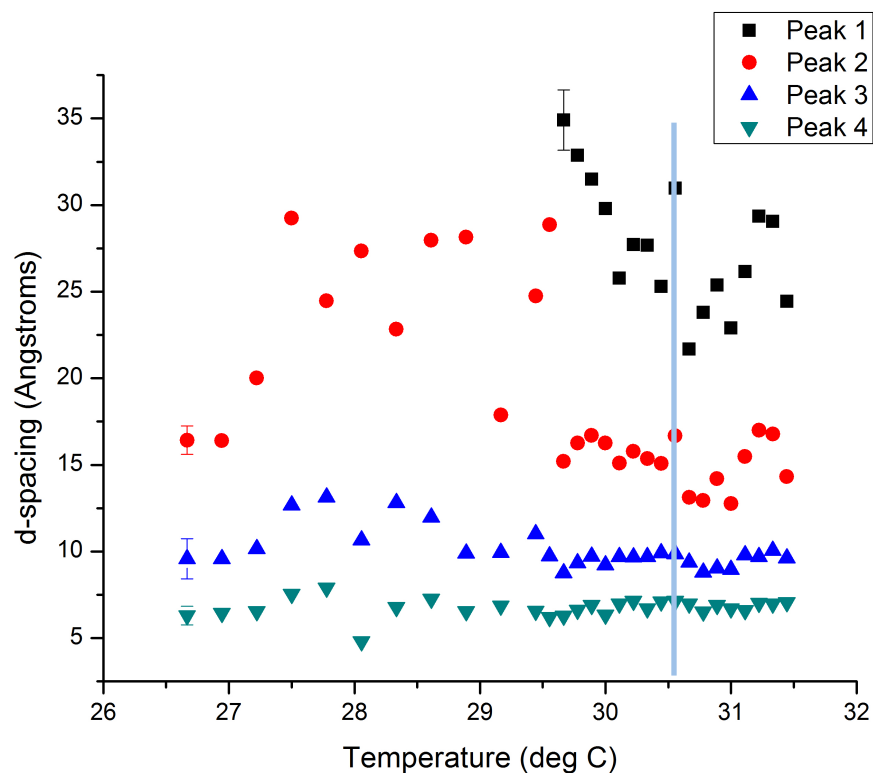 Peak 1
Peak 2
Peak 3
Peak 4
35
30
25
20
15
10
5
d-spacing (Angstroms)
26 27 28 29 30 31 32
Temperature (deg C)